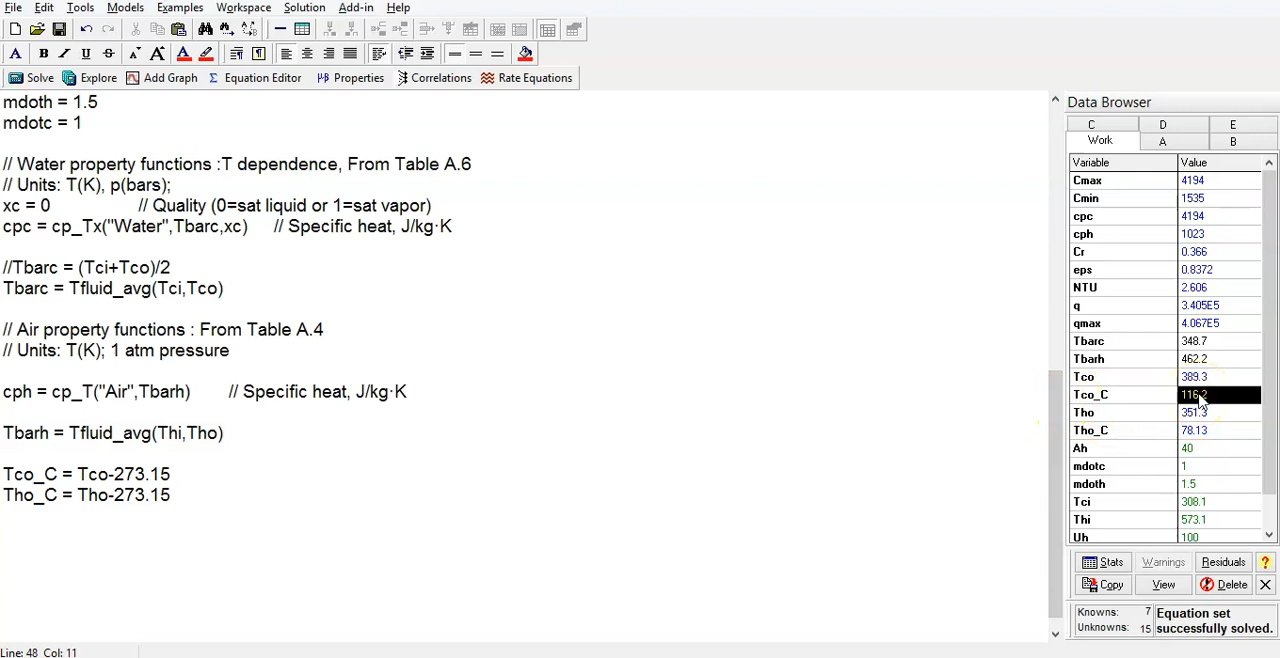 File Edit Tools Models Examples Workspace Solution Add-in Help
Solve Explore Add Graph Equation Editor Properties Correlations Rate Equations
mdoth = 1.5
mdotc = 1
// Water property functions :T dependence, From Table A.6
// Units: T(K), p(bars);
xc = 0 // Quality (0=sat liquid or 1=sat vapor)
cpc = cp_Tx("Water",Tbarc,xc) // Specific heat, J/kg·K
//Tbarc = (Tci+Tco)/2
Tbarc = Tfluid_avg(Tci,Tco)
// Air property functions : From Table A.4
// Units: T(K); 1 atm pressure
cph = cp_T("Air",Tbarh) // Specific heat, J/kg·K
Tbarh = Tfluid_avg(Thi,Tho)
Tco_C = Tco-273.15
Tho_C = Tho-273.15
Line: 48 Col: 11
Data Browser
C D E
Work A B
Variable Value
Cmax 4194
Cmin 1535
cpc 4194
cph 1023
Cr 0.366
eps 0.8372
NTU 2.606
q 3.405E5
qmax 4.067E5
Tbarc 348.7
Tbarh 462.2
Tco 389.3
Tco_C 116.2
Tho 351.3
Tho_C 78.13
Ah 40
mdotc 1
mdoth 1.5
Tci 308.1
Thi 573.1
Uh 100
Stats Warnings Residuals ?
Copy View Delete X
Knowns: 7 Equation set
Unknowns: 15 successfully solved.